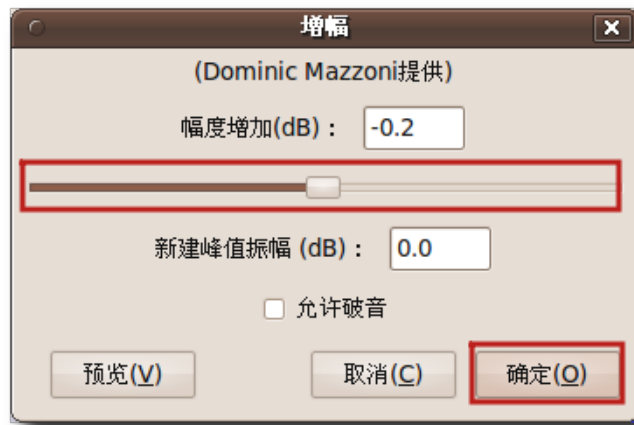 增幅
(Dominic Mazzoni提供)
幅度增加(dB)： -0.2
新建峰值振幅 (dB)： 0.0
允许破音
预览(V) 取消(C) 确定(O)